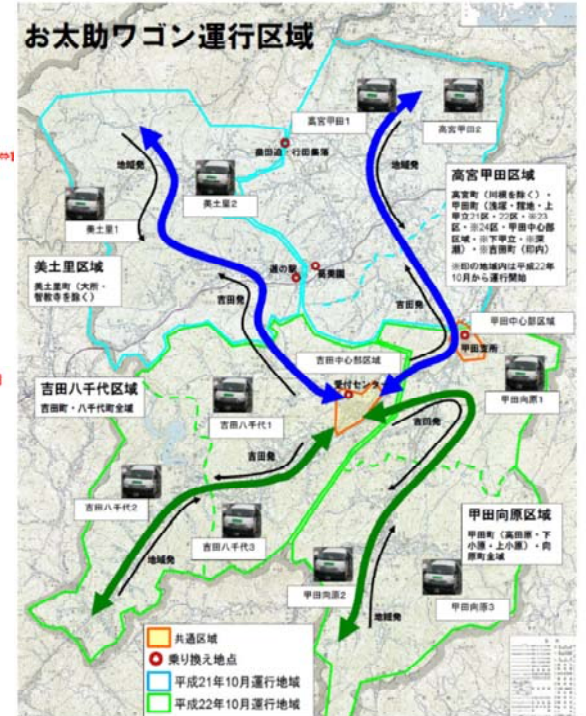 お太助ワゴン運行区域
高宮甲田1
高宮甲田2
地域発
美土里2
美土里1
地域発
高宮甲田区域
高宮町（川根を除く）・
甲田町（浅塚・糘地・上
甲立21区・22区・※23
区・※24区・甲田中心部
区域・※下甲立・※深
瀬）・※吉田町（印内）
※印の地域内は平成22年
10月から運行開始
美土里区域
美土里町（大所・
智教寺を除く）
道の駅
吉田発
吉田発
甲田中心部区域
甲田支所
吉田中心部区域
受付センター
吉田八千代区域
吉田町・八千代町全域
吉田八千代1
甲田向原1
吉田発
吉田発
吉田八千代2
吉田八千代3
地域発
甲田向原区域
甲田町（高田原・下
小原・上小原）・向
原町全域
甲田向原2
甲田向原3
地域発
共通区域
乗り換え地点
平成21年10月運行地域
平成22年10月運行地域